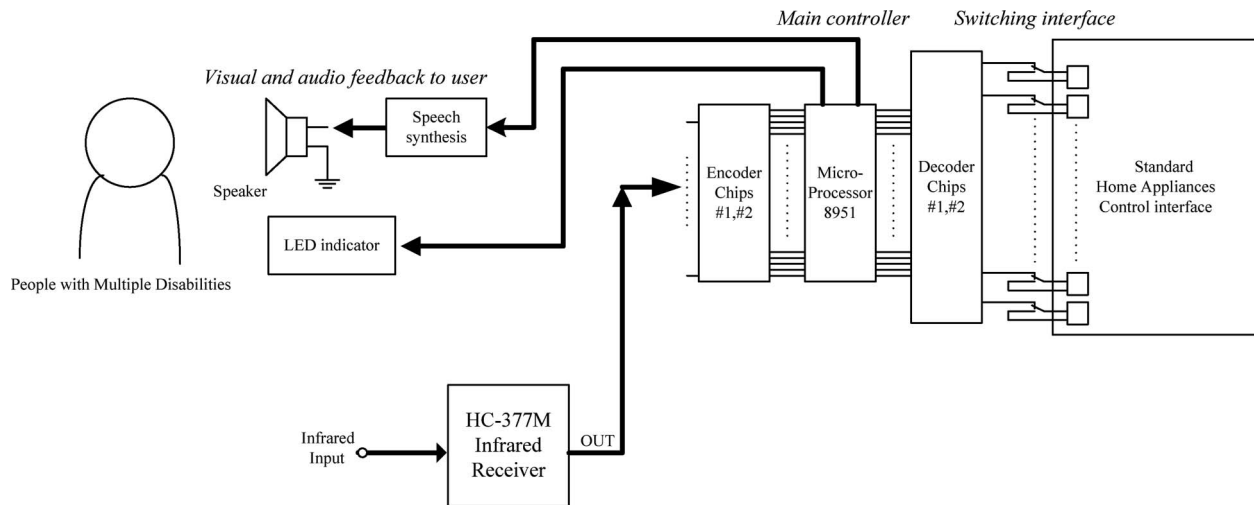 Main controller
Switching interface
Visual and audio feedback to user
Speech
synthesis
Speaker
LED indicator
People with Multiple Disabilities
Encoder
Chips
#1,#2
Micro-
Processor
8951
Decoder
Chips
#1,#2
Standard
Home Appliances
Control interface
Infrared
Input
HC-377M
Infrared
Receiver
OUT